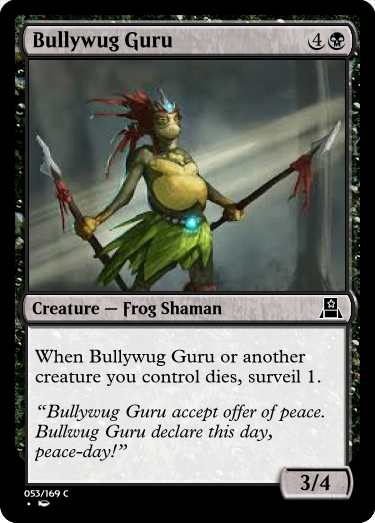 Bullywug Guru 4
Creature — Frog Shaman
When Bullywug Guru or another
creature you control dies, surveil 1.
“Bullywug Guru accept offer of peace.
Bullwug Guru declare this day,
peace-day!”
3/4
053/169 C